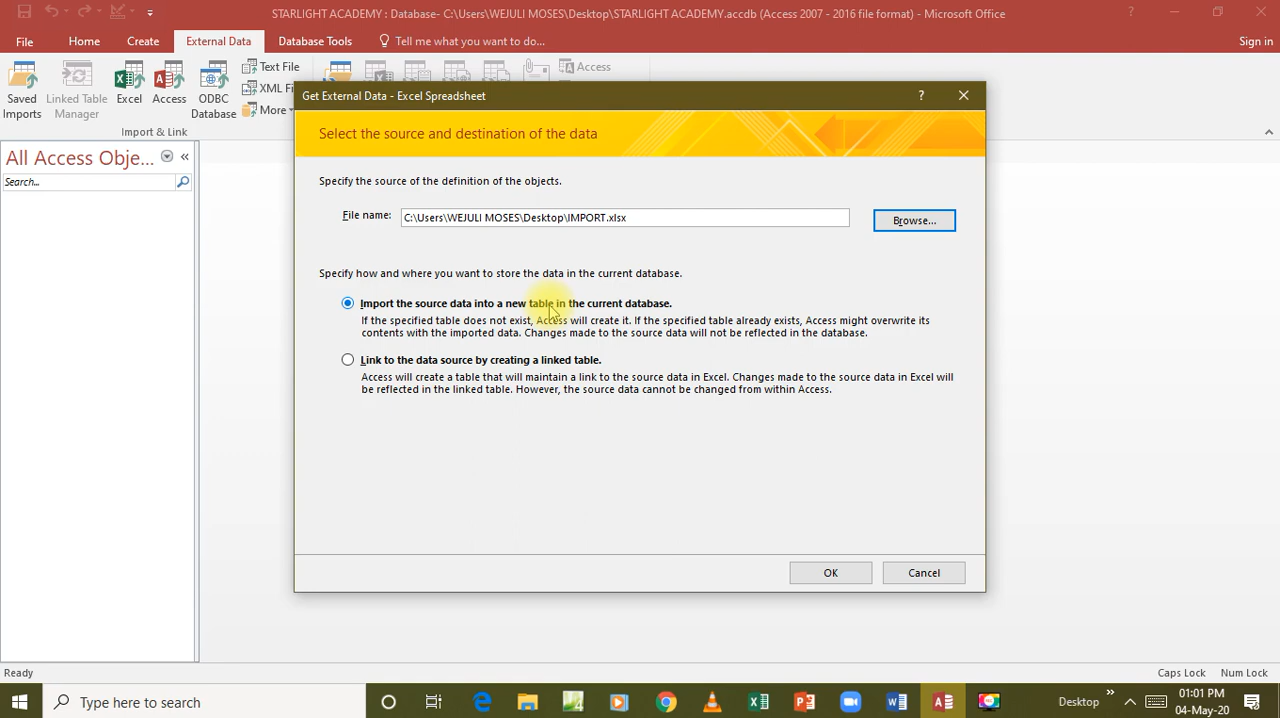 STARLIGHT ACADEMY : Database- C:\Users\WEJULI MOSES\Desktop\STARLIGHT ACADEMY.accdb (Access 2007 - 2016 file format) - Microsoft Office
File Home Create External Data Database Tools Tell me what you want to do... Sign in
Saved Imports
Linked Table Manager
Excel
Access
ODBC Database
Text File
XML Fi
More
Access
Import & Link
All Access Obje...
Search...
Get External Data - Excel Spreadsheet
Select the source and destination of the data
Specify the source of the definition of the objects.
File name: C:\Users\WEJULI MOSES\Desktop\IMPORT.xlsx Browse...
Specify how and where you want to store the data in the current database.
Import the source data into a new table in the current database.
If the specified table does not exist, Access will create it. If the specified table already exists, Access might overwrite its
contents with the imported data. Changes made to the source data will not be reflected in the database.
Link to the data source by creating a linked table.
Access will create a table that will maintain a link to the source data in Excel. Changes made to the source data in Excel will
be reflected in the linked table. However, the source data cannot be changed from within Access.
OK Cancel
Ready Caps Lock Num Lock
Type here to search Desktop 01:01 PM
04-May-20